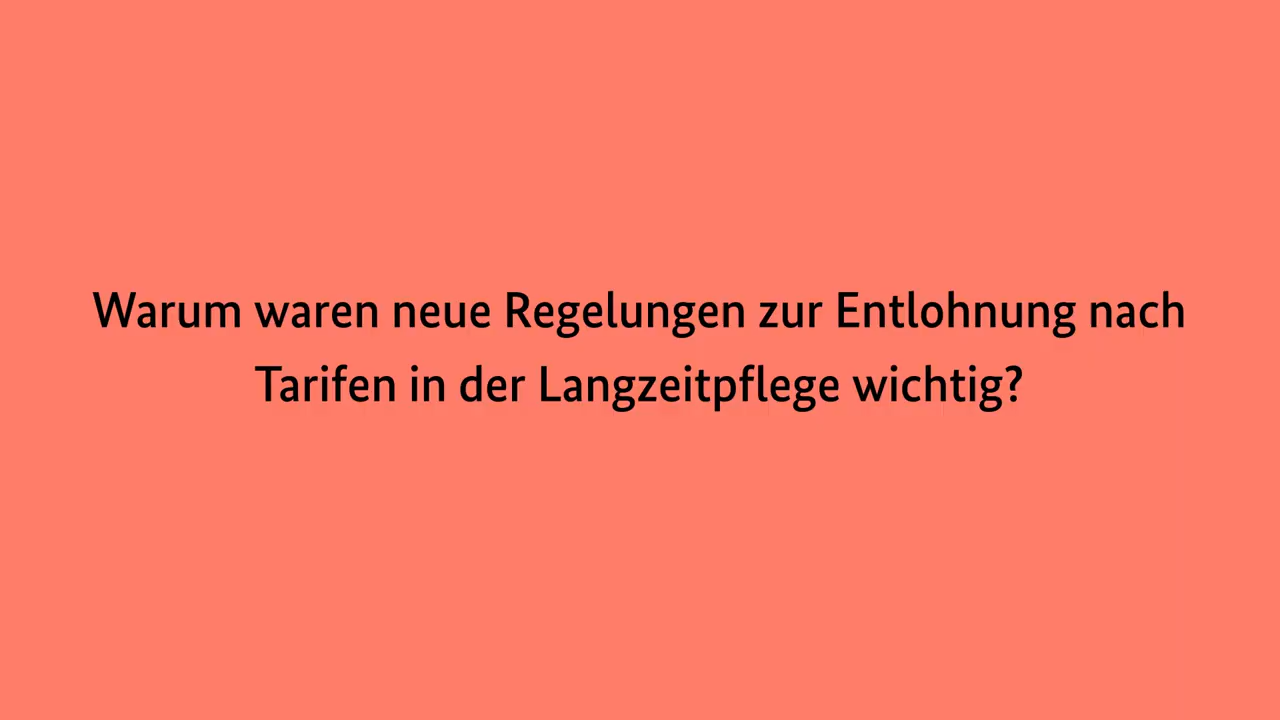 Warum waren neue Regelungen zur Entlohnung nach
Tarifen in der Langzeitpflege wichtig?